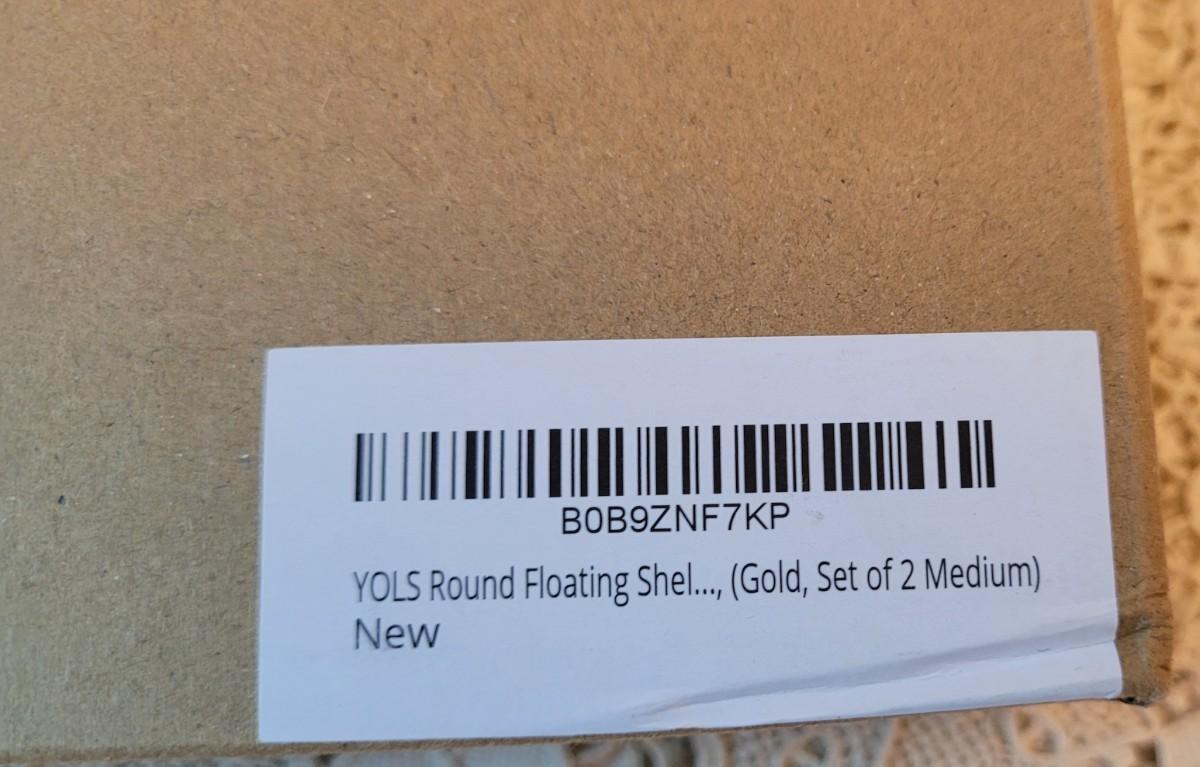 B0B9ZNF7KP
YOLS Round Floating Shel..., (Gold, Set of 2 Medium)
New